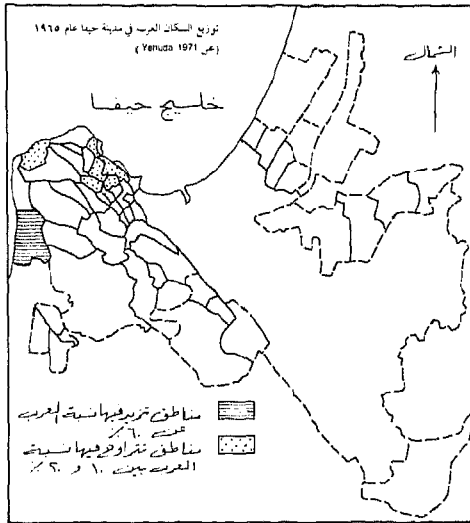 توزيع السكان العرب في مدينة حيفا عام ١٩٦٥
(عن Yehuda 1971)
الشمال
خليج حيفا
مناطق تزيد فيها نسبة العرب
عن ٦٠٪
مناطق تتراوح فيها نسبة
العرب بين ١٠ و ٢٠٪